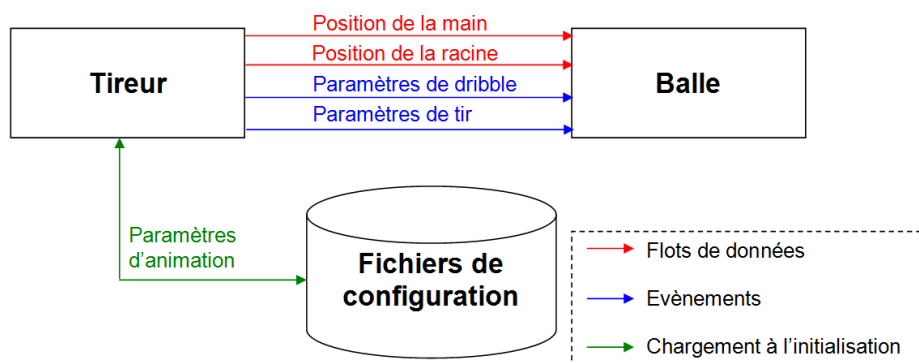 Position de la main
Position de la racine
Tireur
Paramètres de dribble
Balle
Paramètres de tir
Paramètres
d’animation
Fichiers de
configuration
Flots de données
Evènements
Chargement à l’initialisation